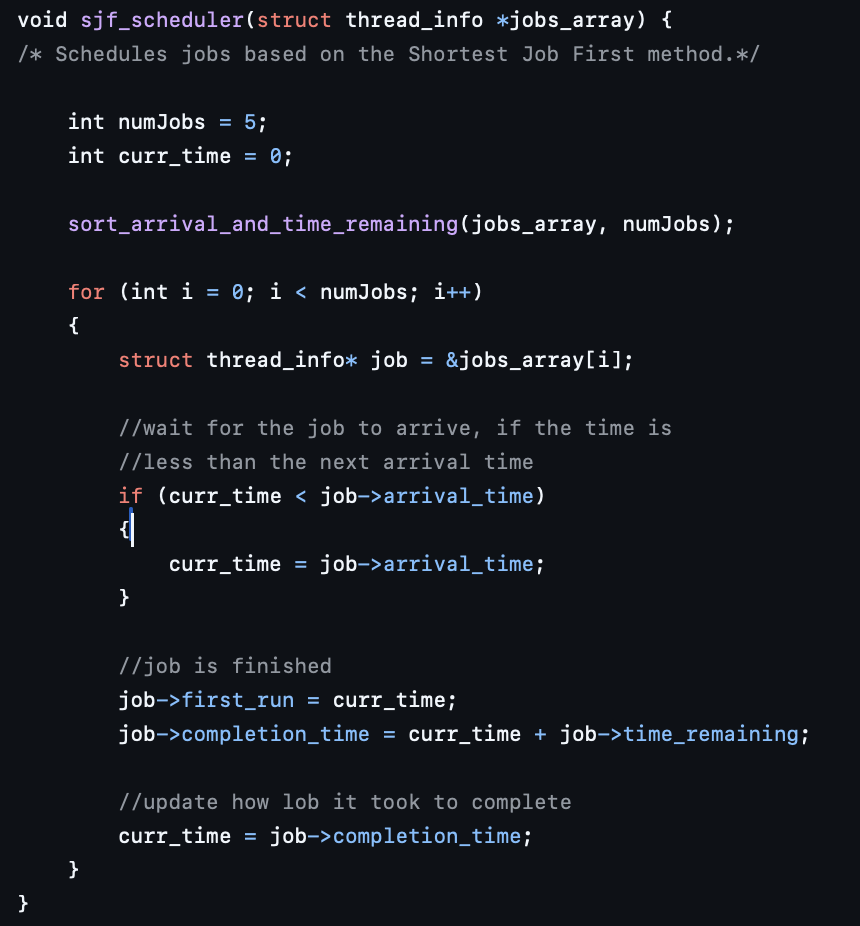 void sjf_scheduler(struct thread_info *jobs_array) {
/* Schedules jobs based on the Shortest Job First method.*/

    int numJobs = 5;
    int curr_time = 0;

    sort_arrival_and_time_remaining(jobs_array, numJobs);

    for (int i = 0; i < numJobs; i++)
    {
        struct thread_info* job = &jobs_array[i];

        //wait for the job to arrive, if the time is
        //less than the next arrival time
        if (curr_time < job->arrival_time)
        {
            curr_time = job->arrival_time;
        }

        //job is finished
        job->first_run = curr_time;
        job->completion_time = curr_time + job->time_remaining;

        //update how lob it took to complete
        curr_time = job->completion_time;
    }
}